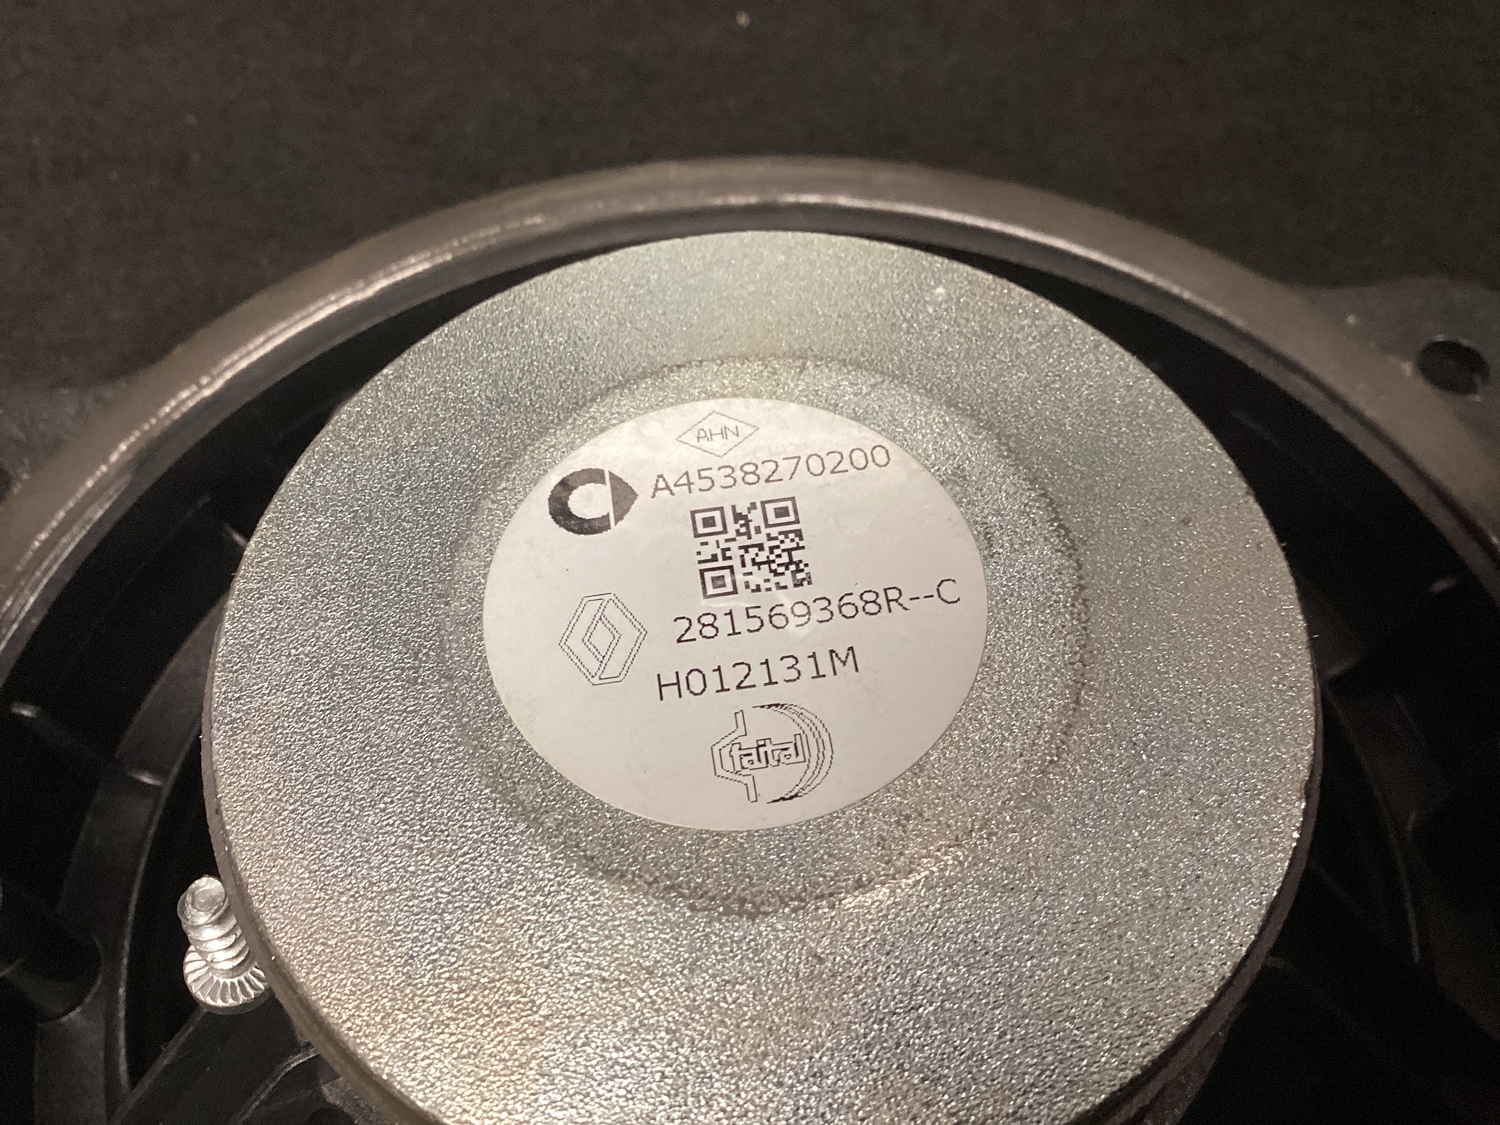 AHN
A4538270200
281569368R--C
H012131M
faital